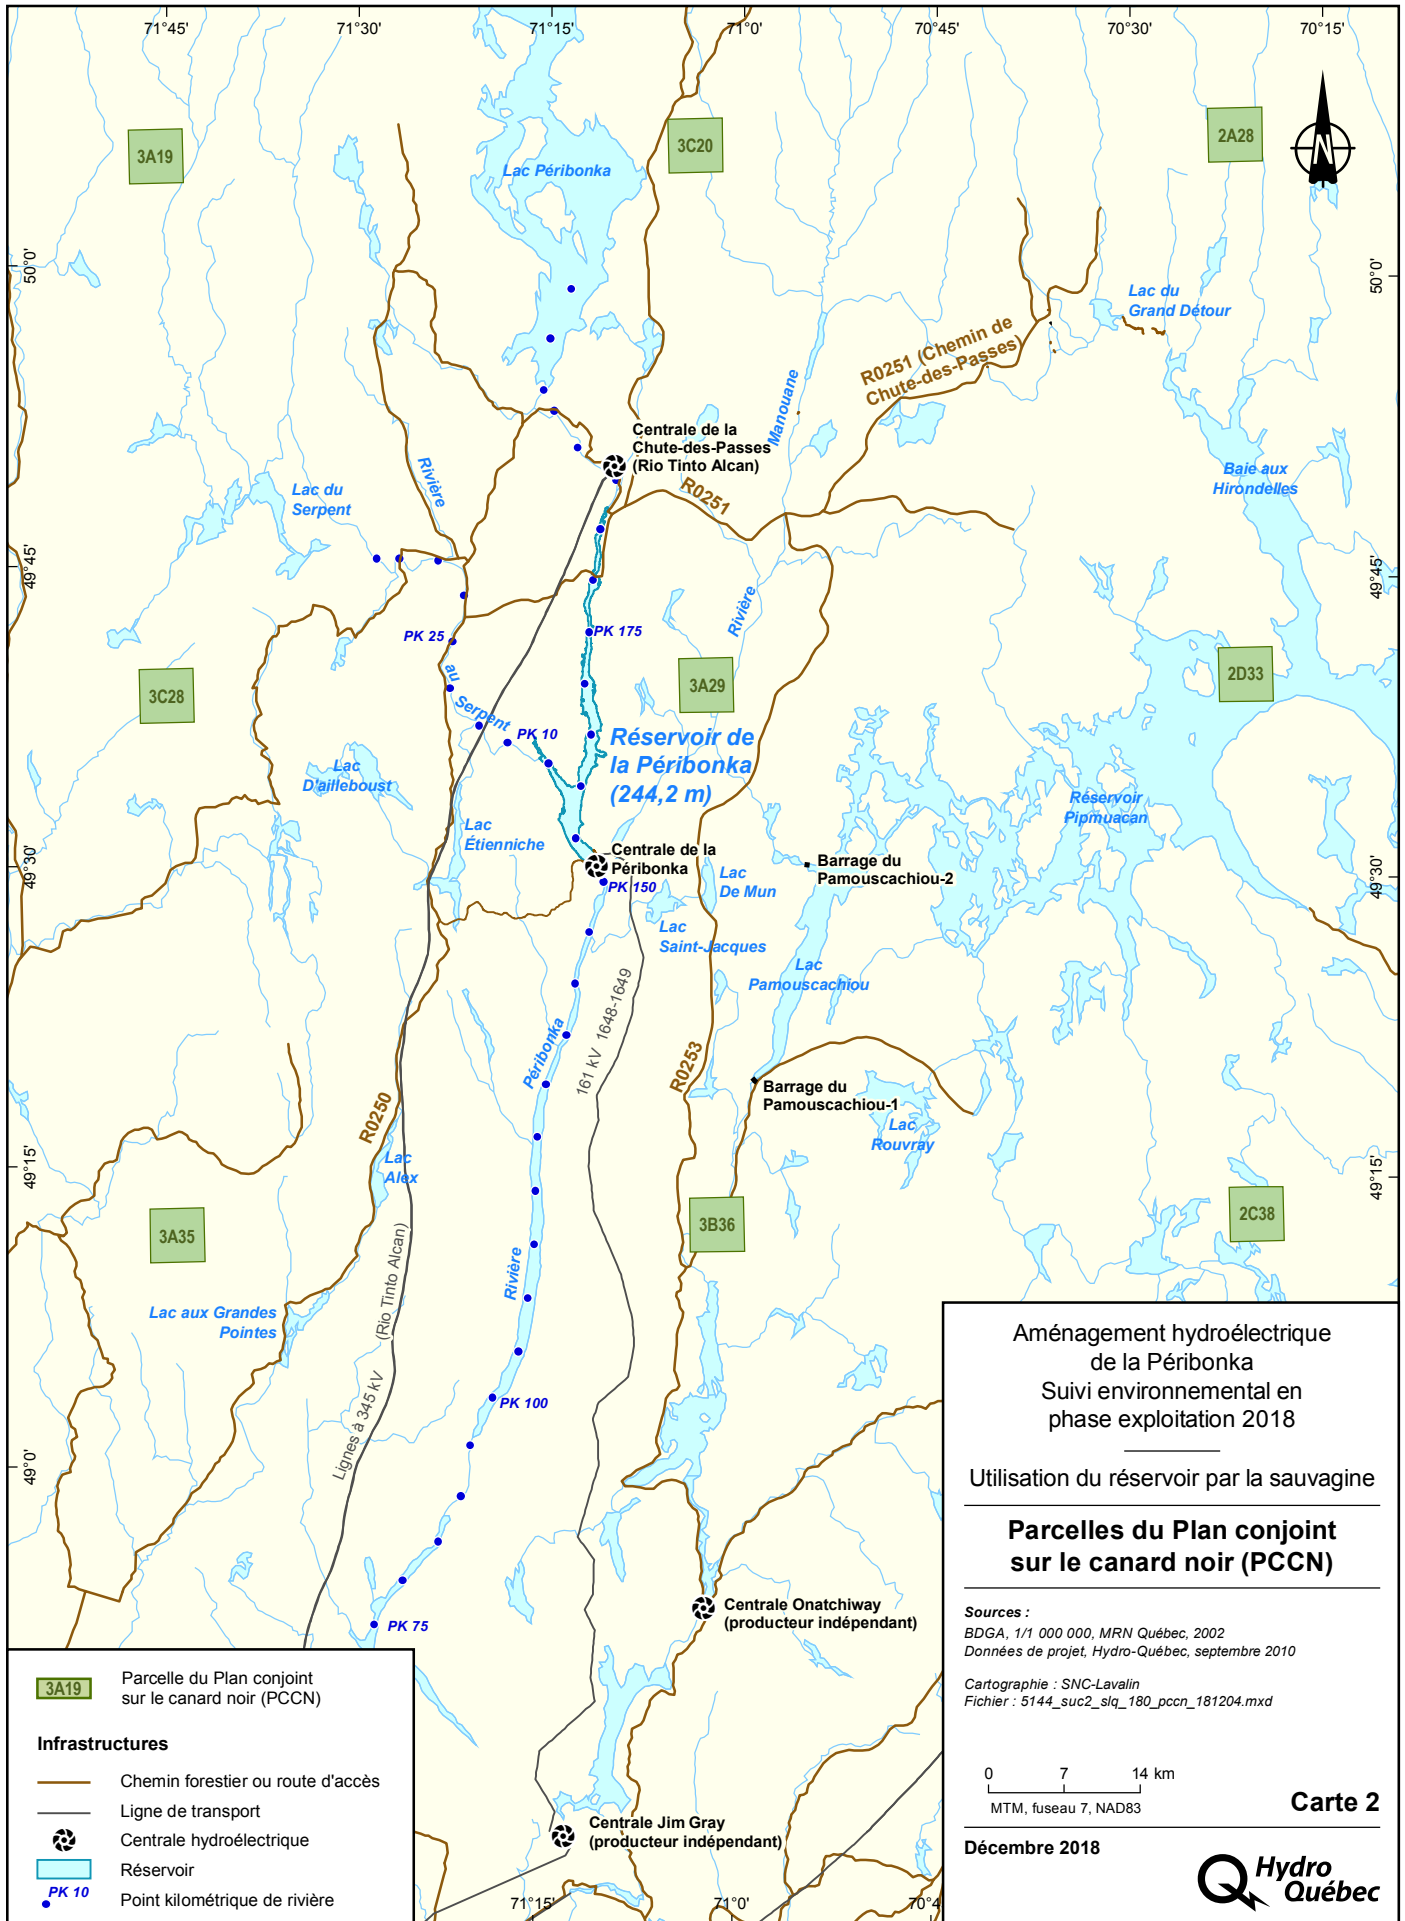 71°45'
71°30'
71°15'
71°0'
70°45'
70°30'
70°15'
3A19
3C20
2A28
N
Lac Péribonka
50°0'
50°0'
Lac du
Grand Détour
R0251 (Chemin de
Chute-des-Passes)
Manouane
Centrale de la
Chute-des-Passes
(Rio Tinto Alcan)
Rivière
Lac du
Serpent
R0251
Baie aux
Hirondelles
49°45'
49°45'
Rivière
PK 175
PK 25
au
Serpent
3C28
3A29
2D33
PK 10
Réservoir de
la Péribonka
(244,2 m)
Lac
D'ailleboust
Réservoir
Pipmuacan
Lac
Étienniche
Centrale de la
Péribonka
49°30'
49°30'
Barrage du
Pamouscachiou-2
PK 150
Lac
De Mun
Lac
Saint-Jacques
Lac
Pamouscachiou
161 kV 1648-1649
Péribonka
R0253
Barrage du
Pamouscachiou-1
R0250
Lac
Rouvray
Lac
Alex
49°15'
49°15'
3A35
3B36
2C38
Rivière
Lac aux Grandes
Pointes
Lignes à 345 kV (Rio Tinto Alcan)
PK 100
49°0'
Centrale Onatchiway
(producteur indépendant)
PK 75
Centrale Jim Gray
(producteur indépendant)
71°15'
71°0'
70°4
3A19
Parcelle du Plan conjoint
sur le canard noir (PCCN)
Infrastructures
Chemin forestier ou route d'accès
Ligne de transport
Centrale hydroélectrique
Réservoir
PK 10
Point kilométrique de rivière
Aménagement hydroélectrique
de la Péribonka
Suivi environnemental en
phase exploitation 2018
Utilisation du réservoir par la sauvagine
Parcelles du Plan conjoint
sur le canard noir (PCCN)
Sources :
BDGA, 1/1 000 000, MRN Québec, 2002
Données de projet, Hydro-Québec, septembre 2010
Cartographie : SNC-Lavalin
Fichier : 5144_suc2_slq_180_pccn_181204.mxd
0 7 14 km
MTM, fuseau 7, NAD83
Carte 2
Décembre 2018
Hydro
Québec